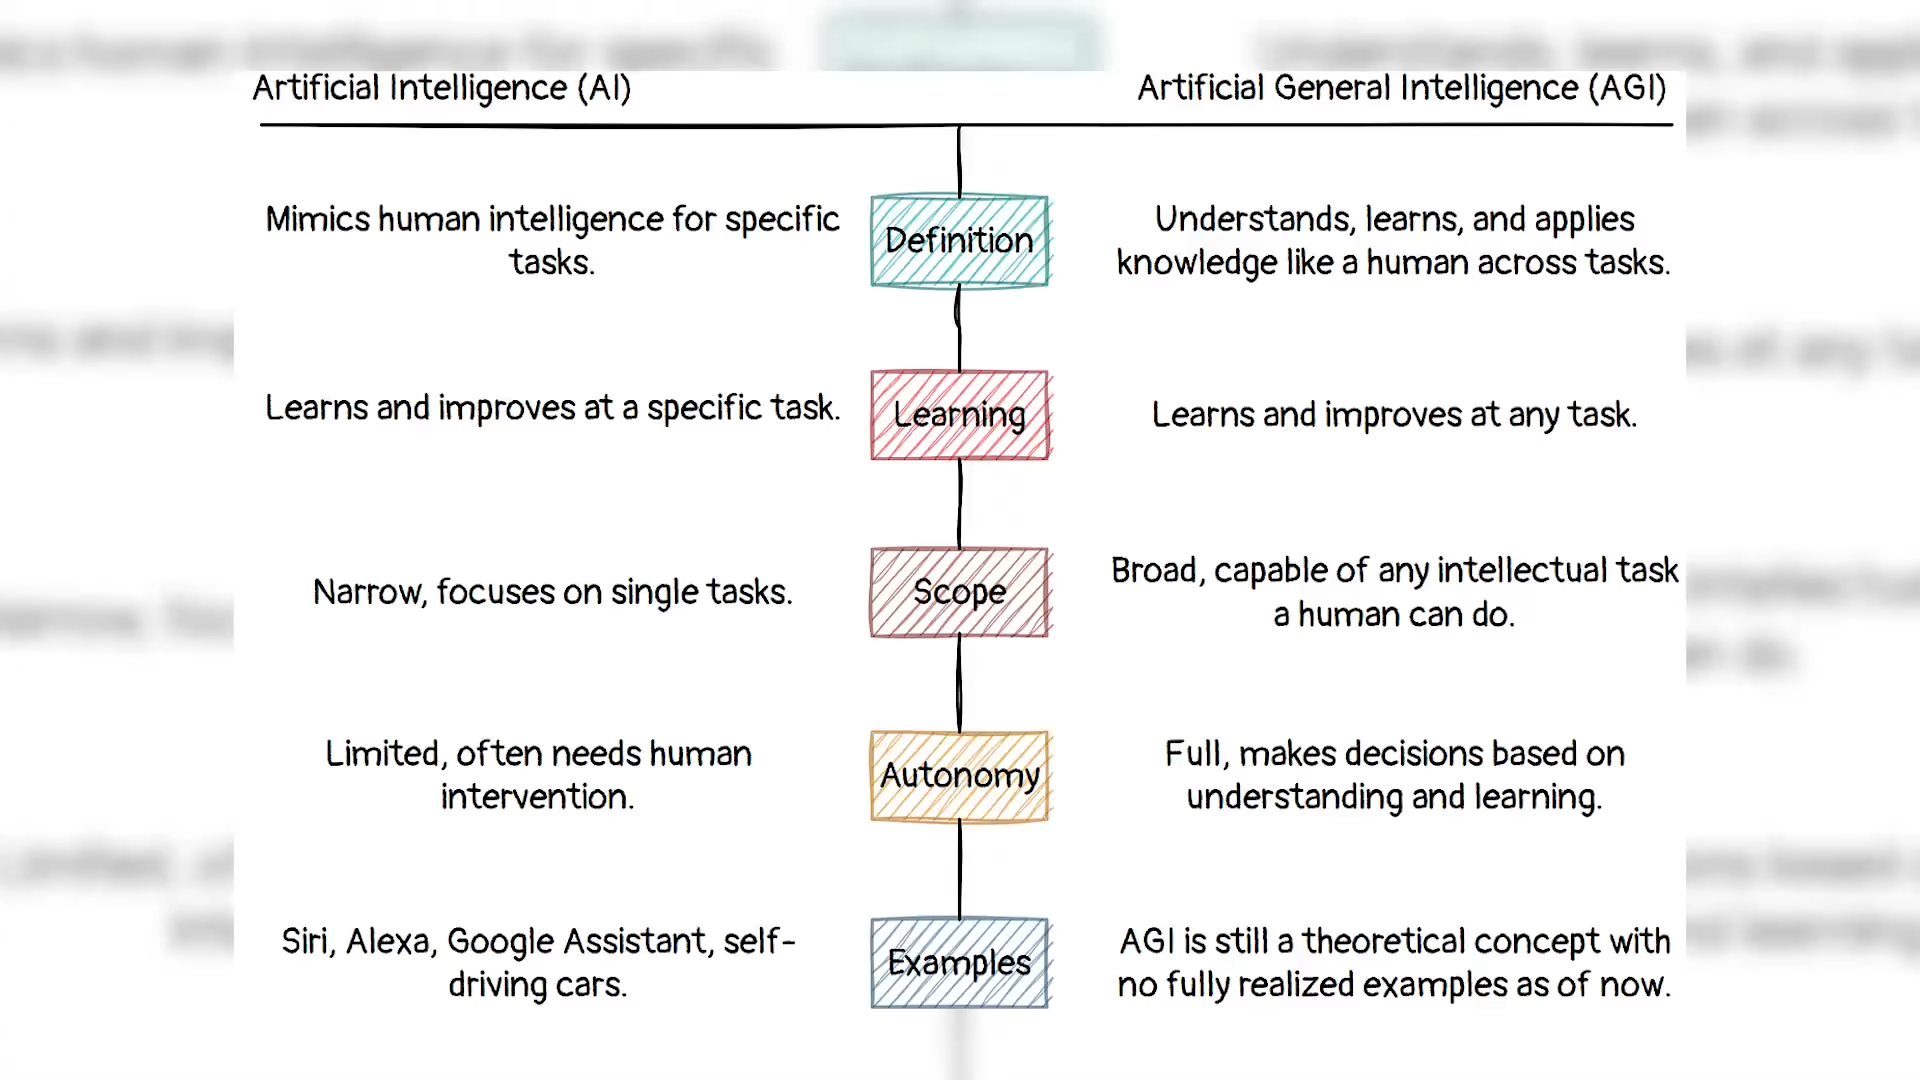 Artificial Intelligence (AI)
Artificial General Intelligence (AGI)
Mimics human intelligence for specific
tasks.
Definition
Understands, learns, and applies
knowledge like a human across tasks.
Learns and improves at a specific task.
Learning
Learns and improves at any task.
Narrow, focuses on single tasks.
Scope
Broad, capable of any intellectual task
a human can do.
Limited, often needs human
intervention.
Autonomy
Full, makes decisions based on
understanding and learning.
Siri, Alexa, Google Assistant, self-
driving cars.
Examples
AGI is still a theoretical concept with
no fully realized examples as of now.